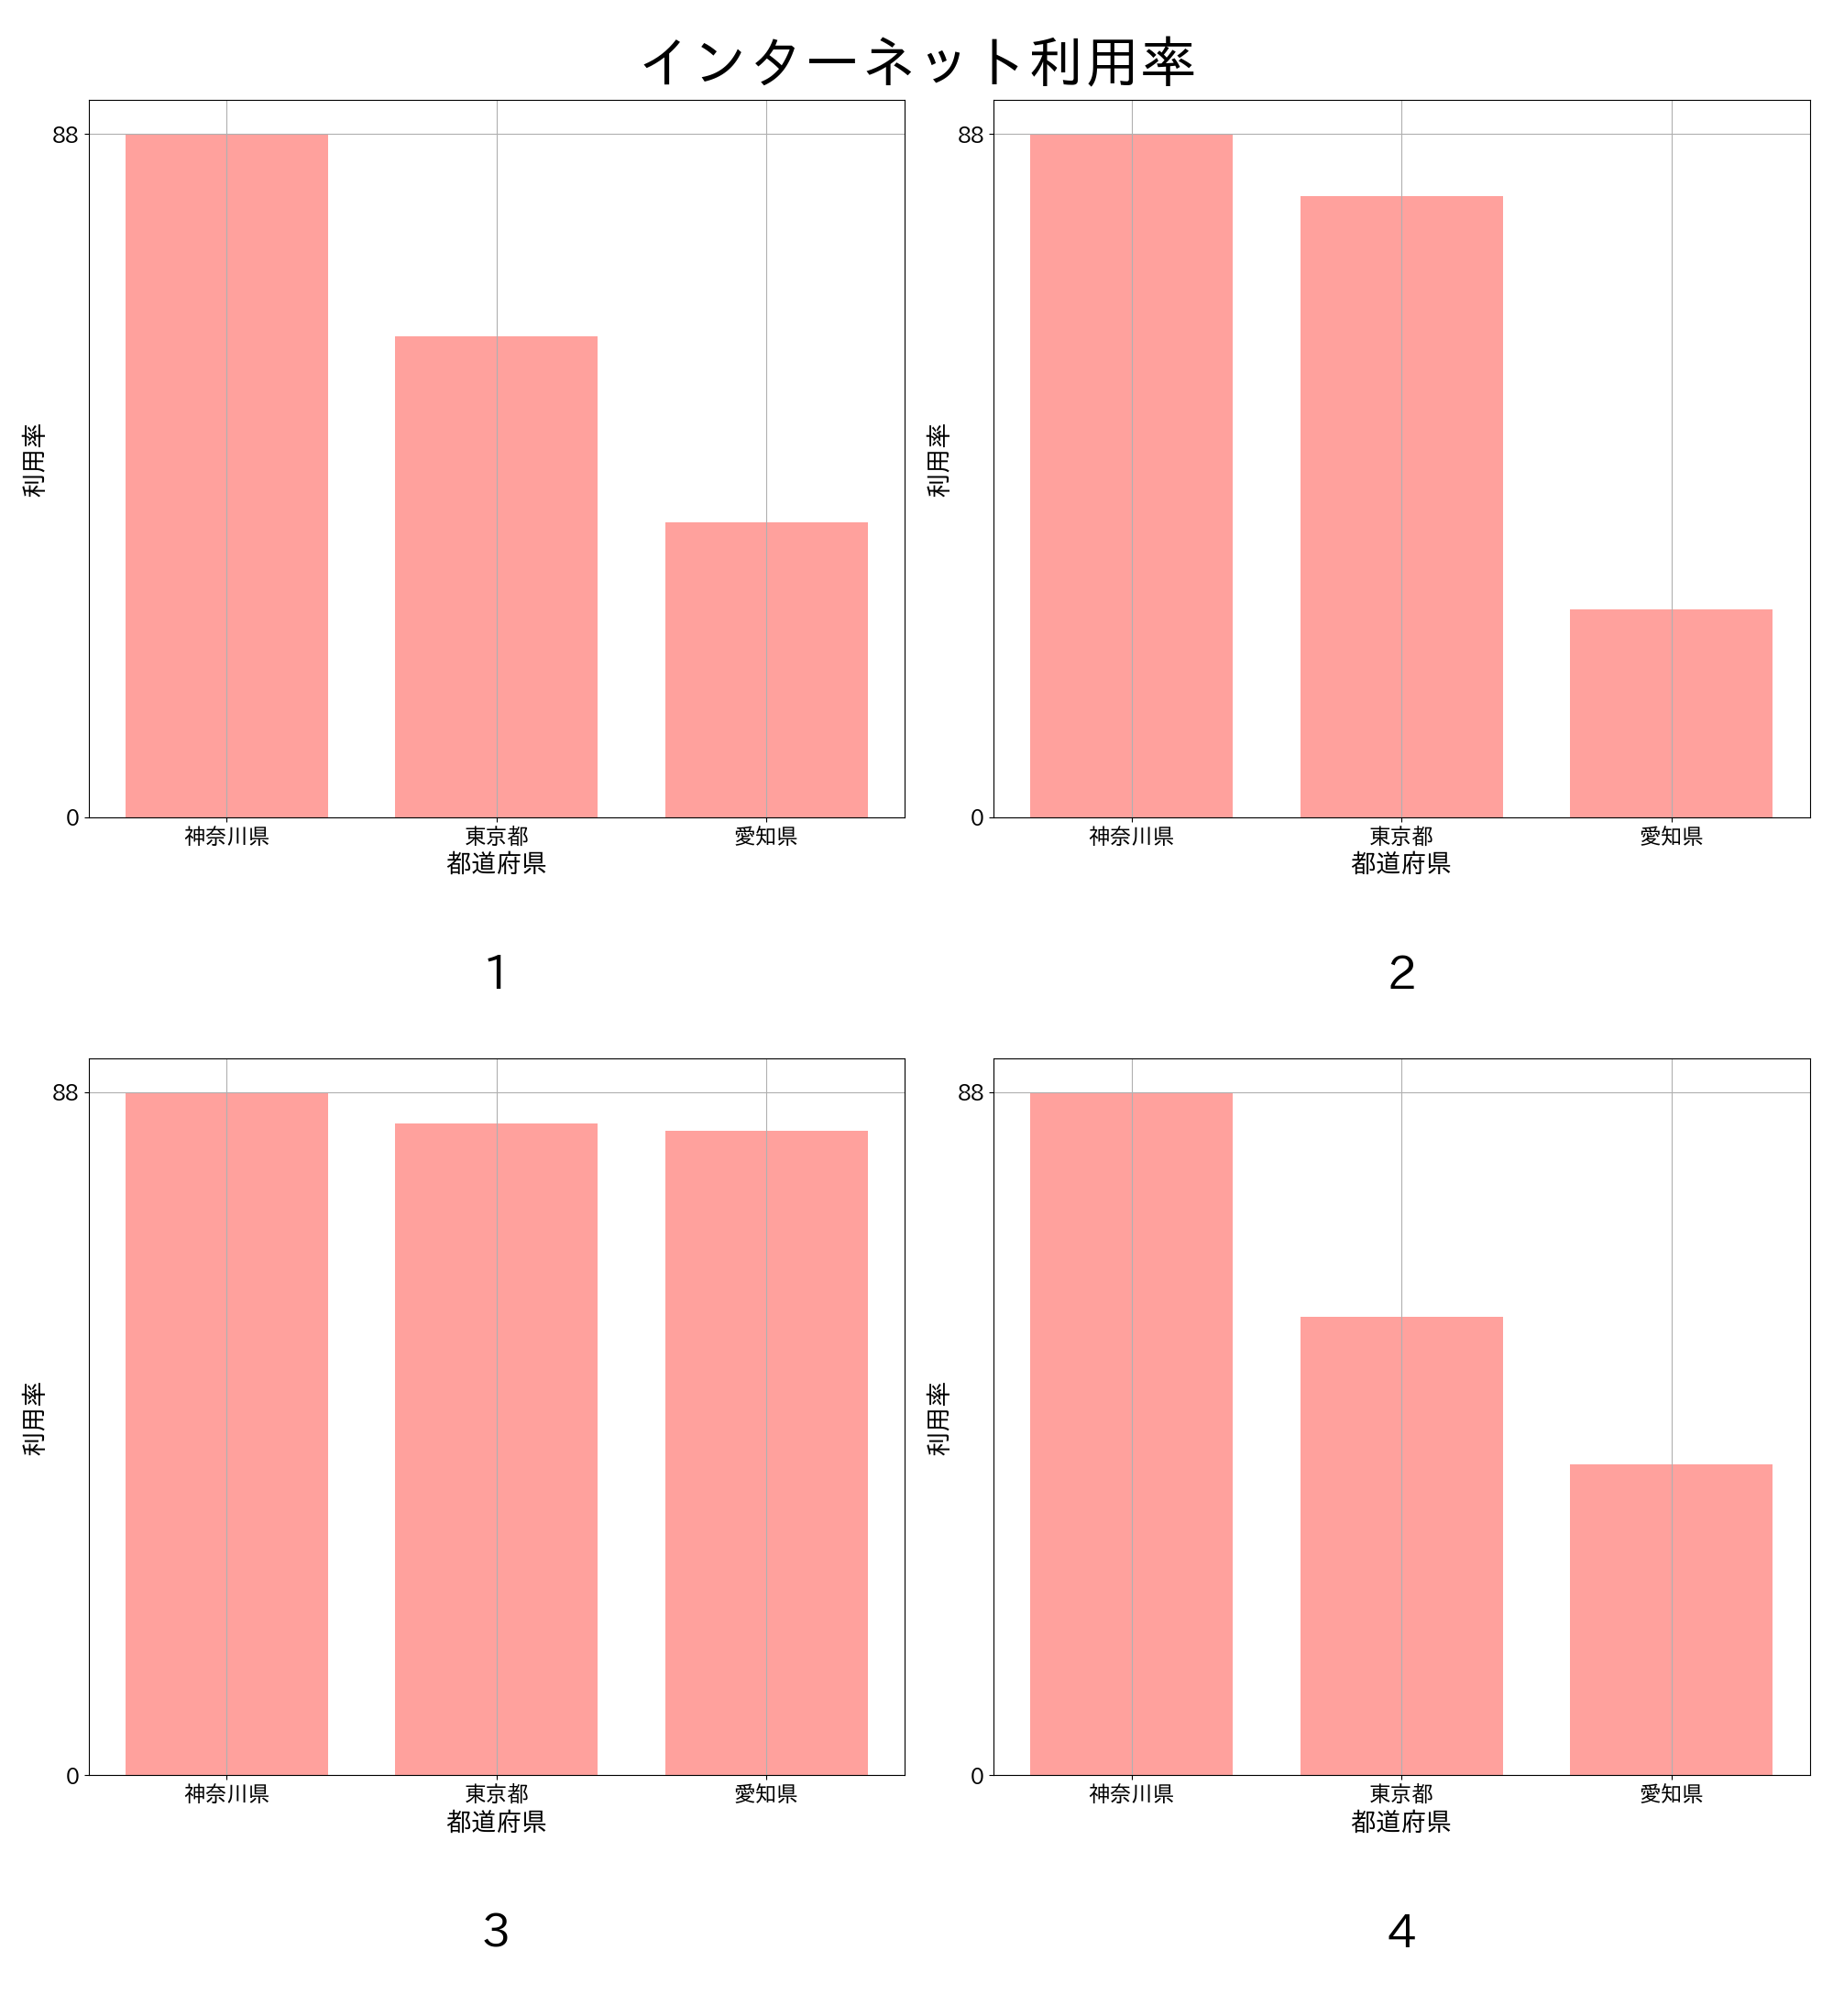 インターネット利用率
88
0
利用率
神奈川県 東京都 愛知県
都道府県
1
88
0
利用率
神奈川県 東京都 愛知県
都道府県
2
88
0
利用率
神奈川県 東京都 愛知県
都道府県
3
88
0
利用率
神奈川県 東京都 愛知県
都道府県
4